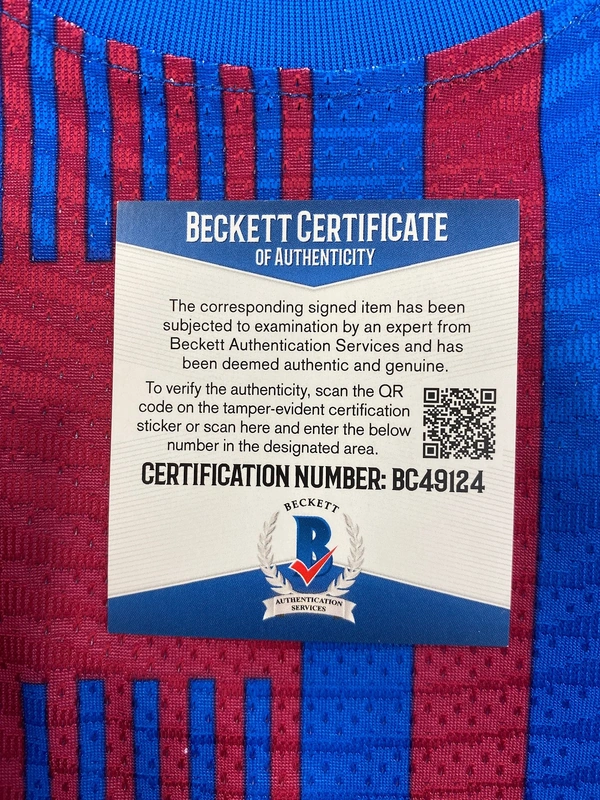 BECKETT CERTIFICATE
OF AUTHENTICITY
The corresponding signed item has been
subjected to examination by an expert from
Beckett Authentication Services and has
been deemed authentic and genuine.
To verify the authenticity, scan the QR
code on the tamper-evident certification
sticker or scan here and enter the below
number in the designated area.
CERTIFICATION NUMBER: BC49124
BECKETT
B
AUTHENTICATION
SERVICES